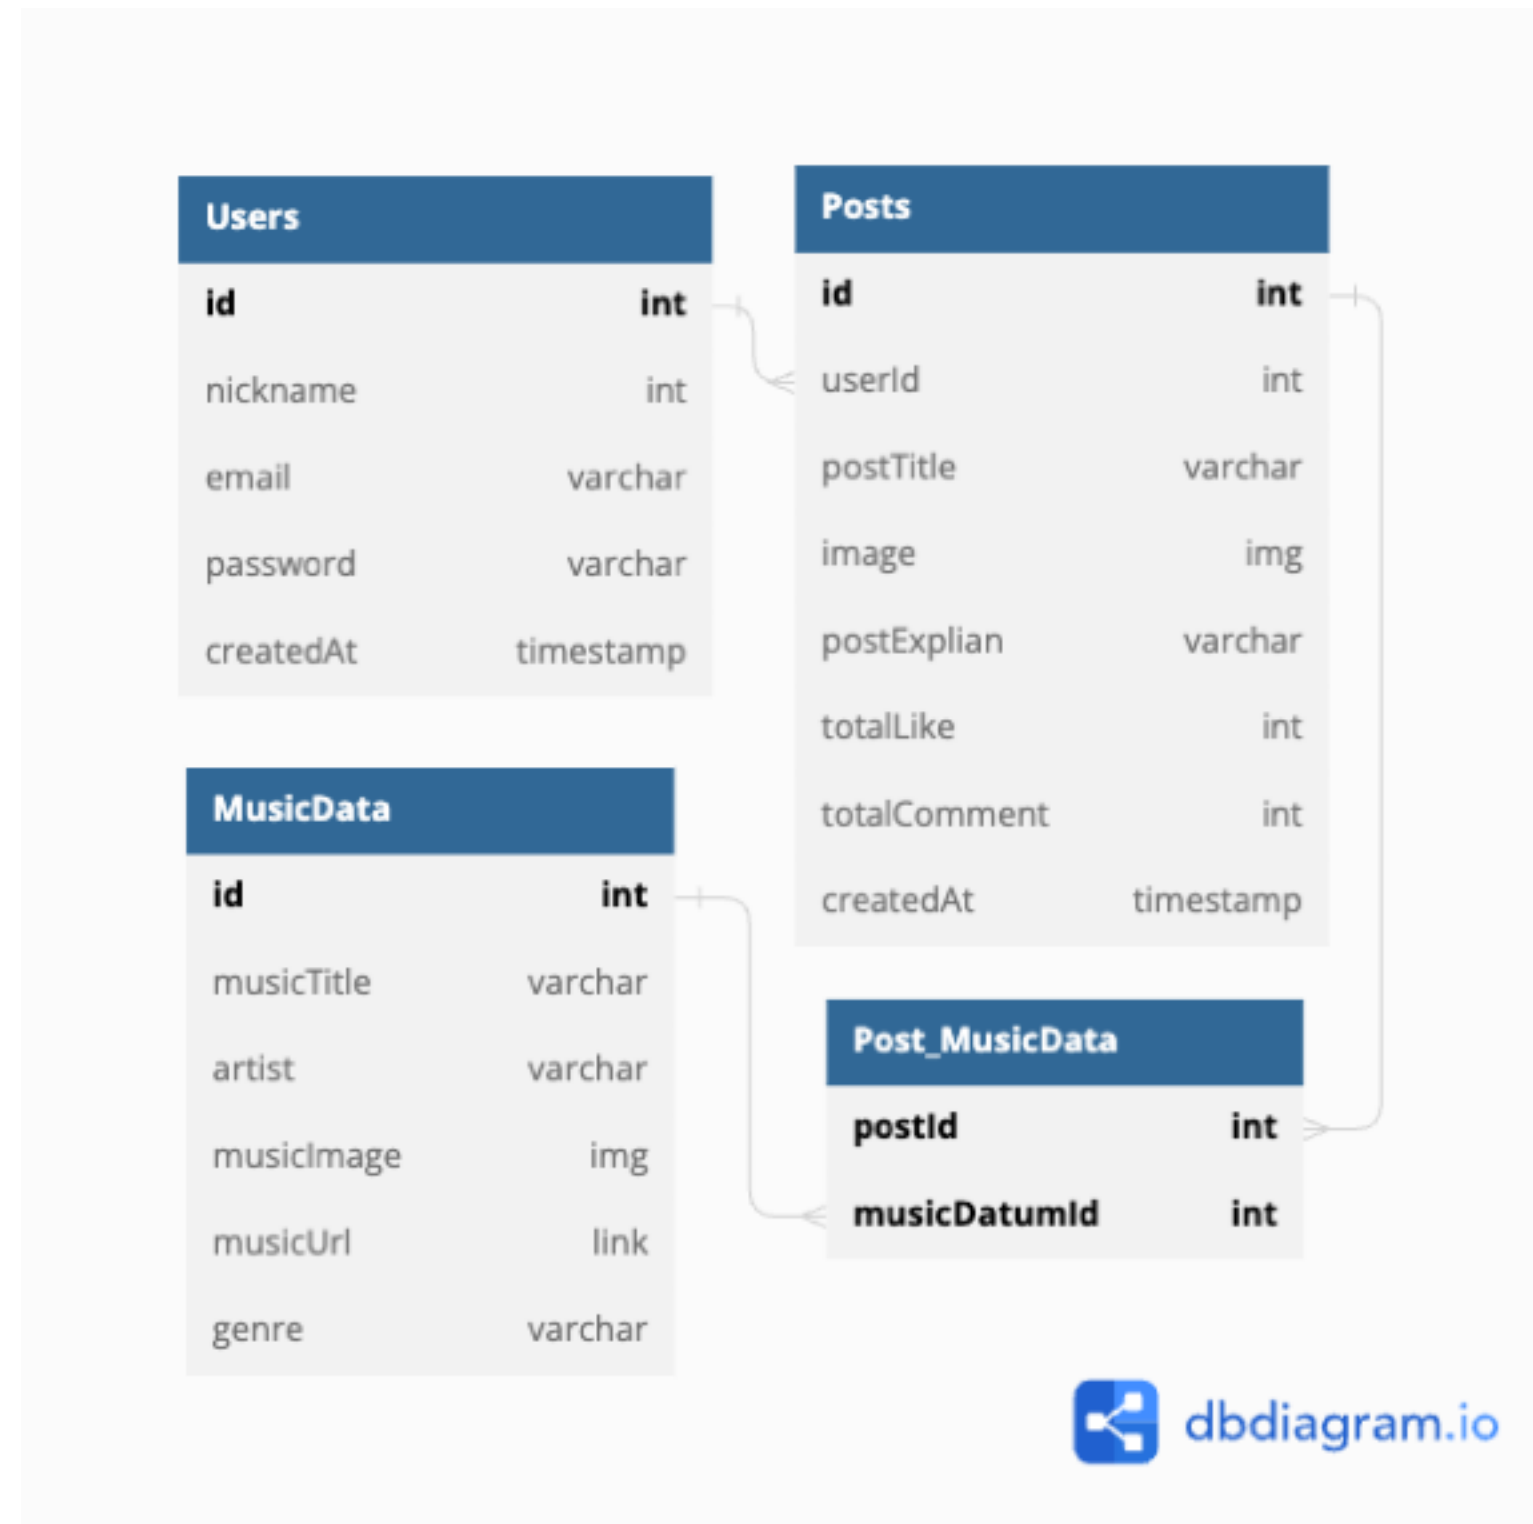 Users
id int
nickname int
email varchar
password varchar
createdAt timestamp
Posts
id int
userId int
postTitle varchar
image img
postExplian varchar
totalLike int
totalComment int
createdAt timestamp
MusicData
id int
musicTitle varchar
artist varchar
musicImage img
musicUrl link
genre varchar
Post_MusicData
postId int
musicDatumId int
dbdiagram.io